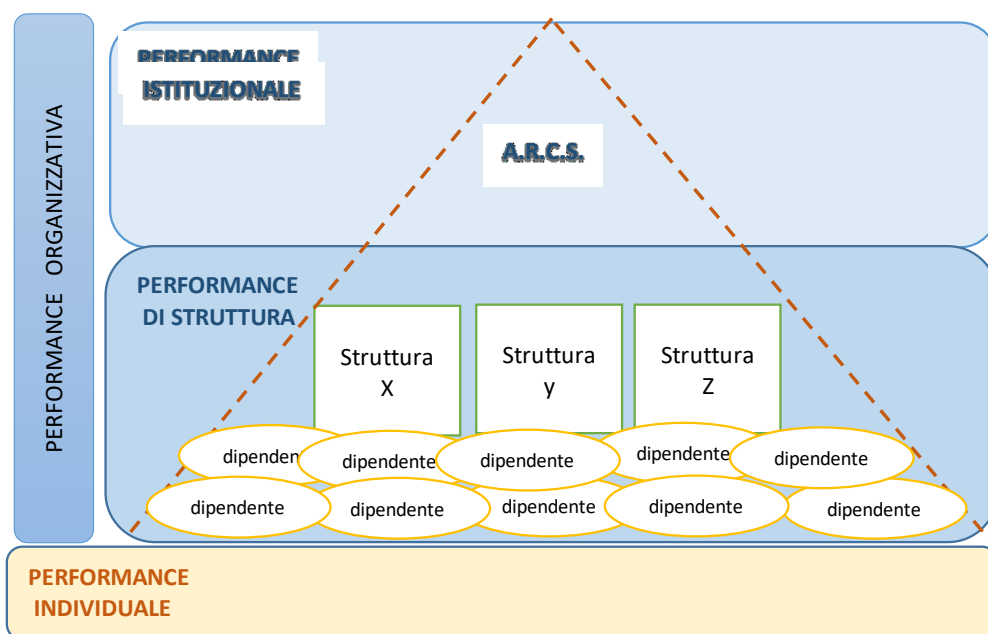 PERFORMANCE ORGANIZZATIVA
PERFORMANCE
ISTITUZIONALE
A.R.C.S.
PERFORMANCE
DI STRUTTURA
Struttura
X
Struttura
y
Struttura
Z
dipenden
dipendente
dipendente
dipendente
dipendente
dipendente
dipendente
dipendente
dipendente
dipendente
PERFORMANCE
INDIVIDUALE